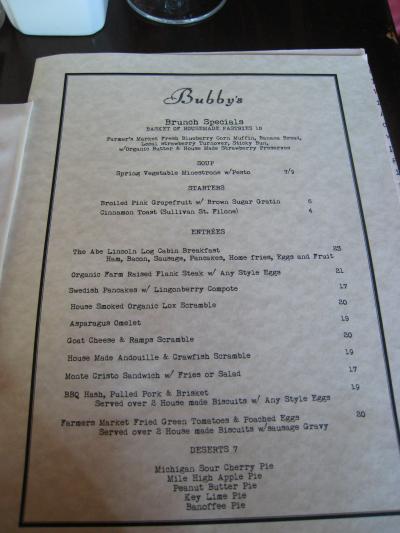 Bubby's
Brunch Specials
BASKET OF HOUSEMADE PASTRIES 18
Farmer's Market Fresh Blueberry Corn Muffin, Banana Bread,
Local Strawberry Turnover, Sticky Bun,
w/Organic Butter & House Made Strawberry Preserves
SOUP
Spring Vegetable Minestrone w/Pesto 7/9
STARTERS
Broiled Pink Grapefruit w/ Brown Sugar Gratin 6
Cinnamon Toast (Sullivan St. Filone) 4
ENTRÉES
The Abe Lincoln Log Cabin Breakfast 23
Ham, Bacon, Sausage, Pancakes, Home fries, Eggs and Fruit
Organic Farm Raised Flank Steak w/ Any Style Eggs 21
Swedish Pancakes w/ Lingonberry Compote 17
House Smoked Organic Lox Scramble 20
Asparagus Omelet 19
Goat Cheese & Ramps Scramble 20
House Made Andouille & Crawfish Scramble 19
Monte Cristo Sandwich w/ Fries or Salad 17
BBQ Hash, Pulled Pork & Brisket 19
Served over 2 House made Biscuits w/ Any Style Eggs
Farmers Market Fried Green Tomatoes & Poached Eggs 20
Served over 2 House made Biscuits w/sausage Gravy
DESERTS 7
Michigan Sour Cherry Pie
Mile High Apple Pie
Peanut Butter Pie
Key Lime Pie
Banoffee Pie